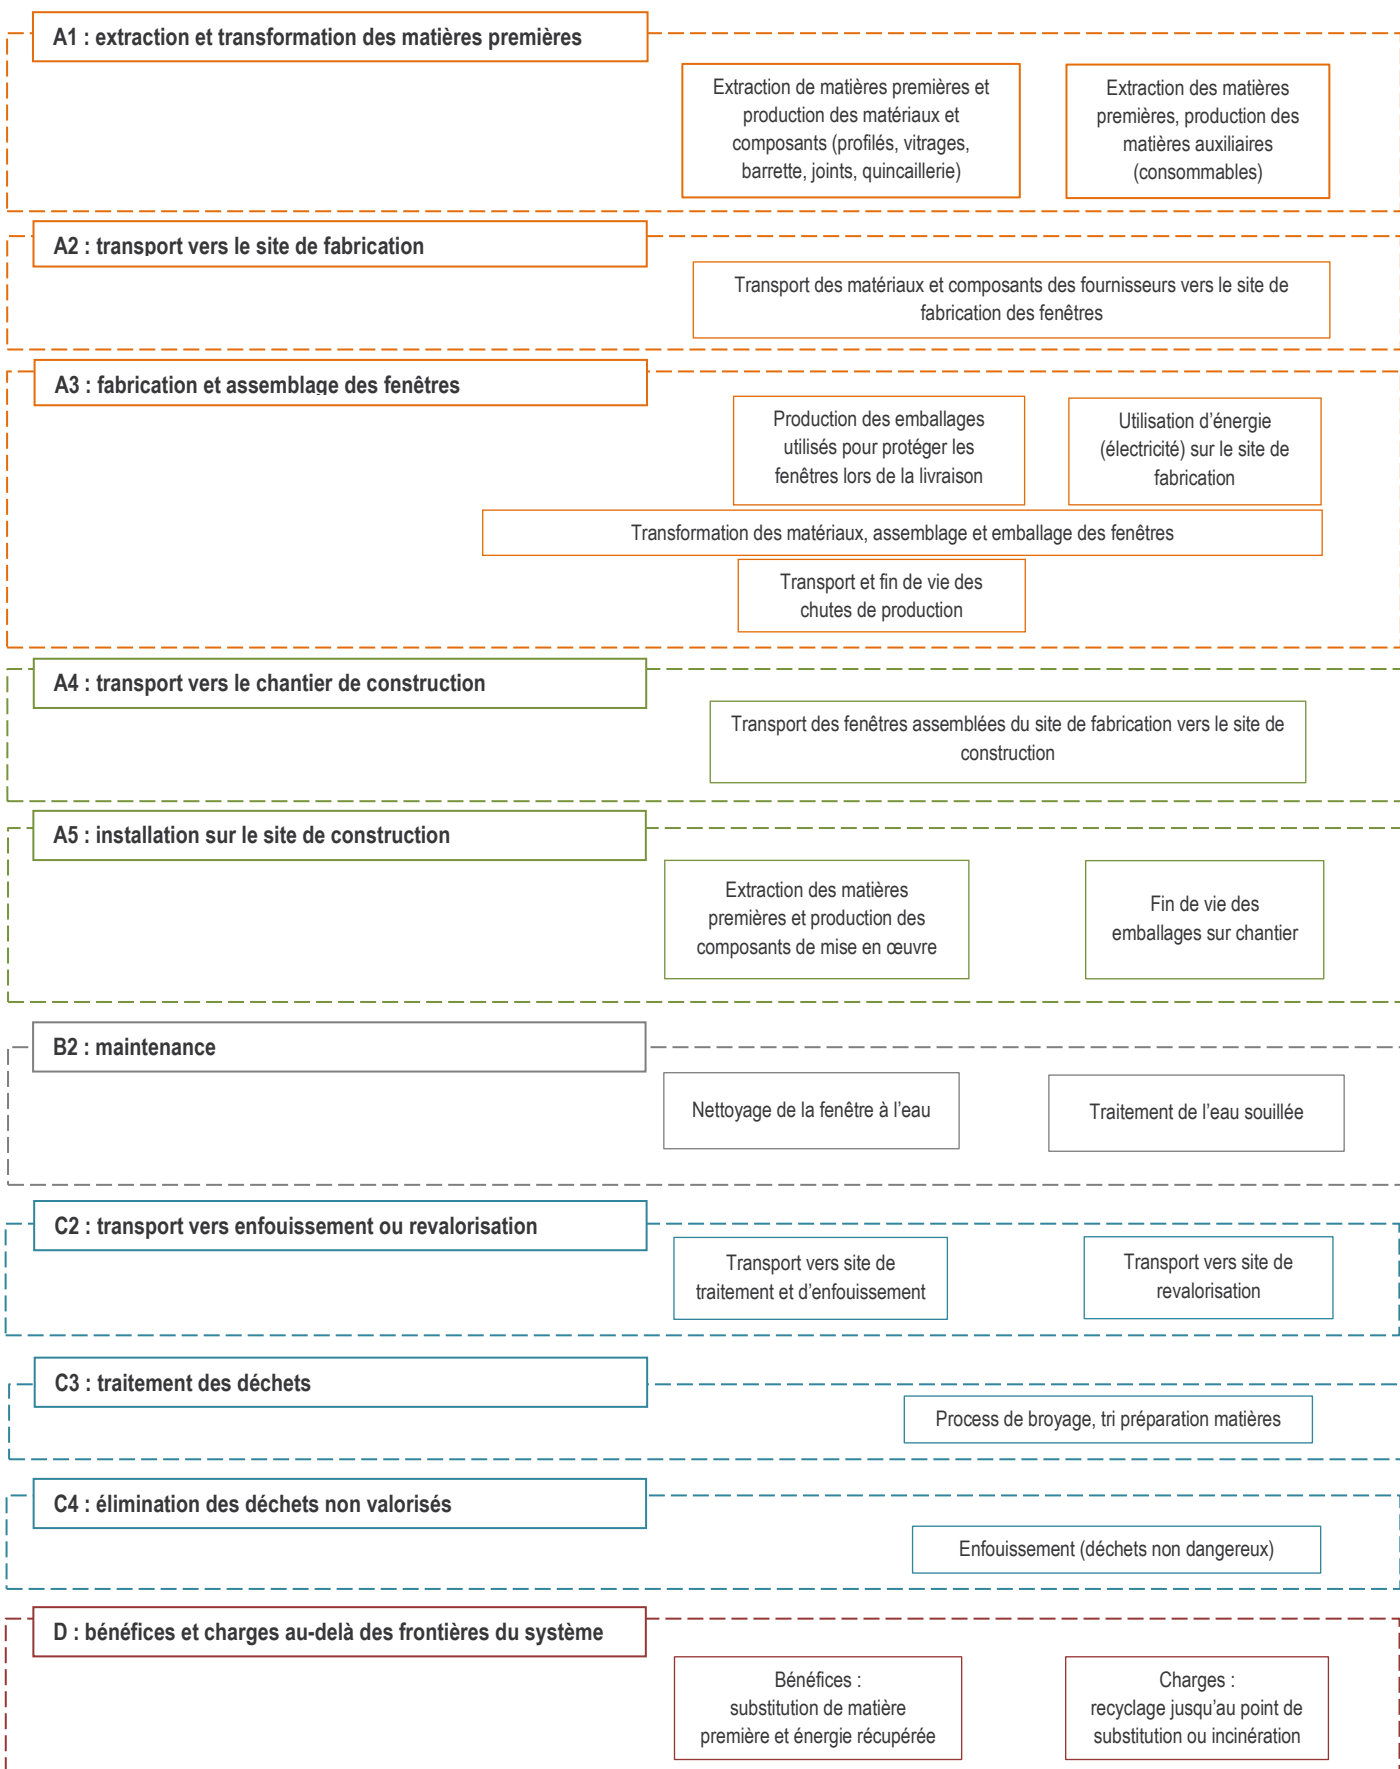 A1 : extraction et transformation des matières premières
Extraction de matières premières et
production des matériaux et
composants (profilés, vitrages,
barrette, joints, quincaillerie)
Extraction des matières
premières, production des
matières auxiliaires
(consommables)
A2 : transport vers le site de fabrication
Transport des matériaux et composants des fournisseurs vers le site de
fabrication des fenêtres
A3 : fabrication et assemblage des fenêtres
Production des emballages
utilisés pour protéger les
fenêtres lors de la livraison
Utilisation d’énergie
(électricité) sur le site de
fabrication
Transformation des matériaux, assemblage et emballage des fenêtres
Transport et fin de vie des
chutes de production
A4 : transport vers le chantier de construction
Transport des fenêtres assemblées du site de fabrication vers le site de
construction
A5 : installation sur le site de construction
Extraction des matières
premières et production des
composants de mise en œuvre
Fin de vie des
emballages sur chantier
B2 : maintenance
Nettoyage de la fenêtre à l’eau
Traitement de l’eau souillée
C2 : transport vers enfouissement ou revalorisation
Transport vers site de
traitement et d’enfouissement
Transport vers site de
revalorisation
C3 : traitement des déchets
Process de broyage, tri préparation matières
C4 : élimination des déchets non valorisés
Enfouissement (déchets non dangereux)
D : bénéfices et charges au-delà des frontières du système
Bénéfices :
substitution de matière
première et énergie récupérée
Charges :
recyclage jusqu’au point de
substitution ou incinération